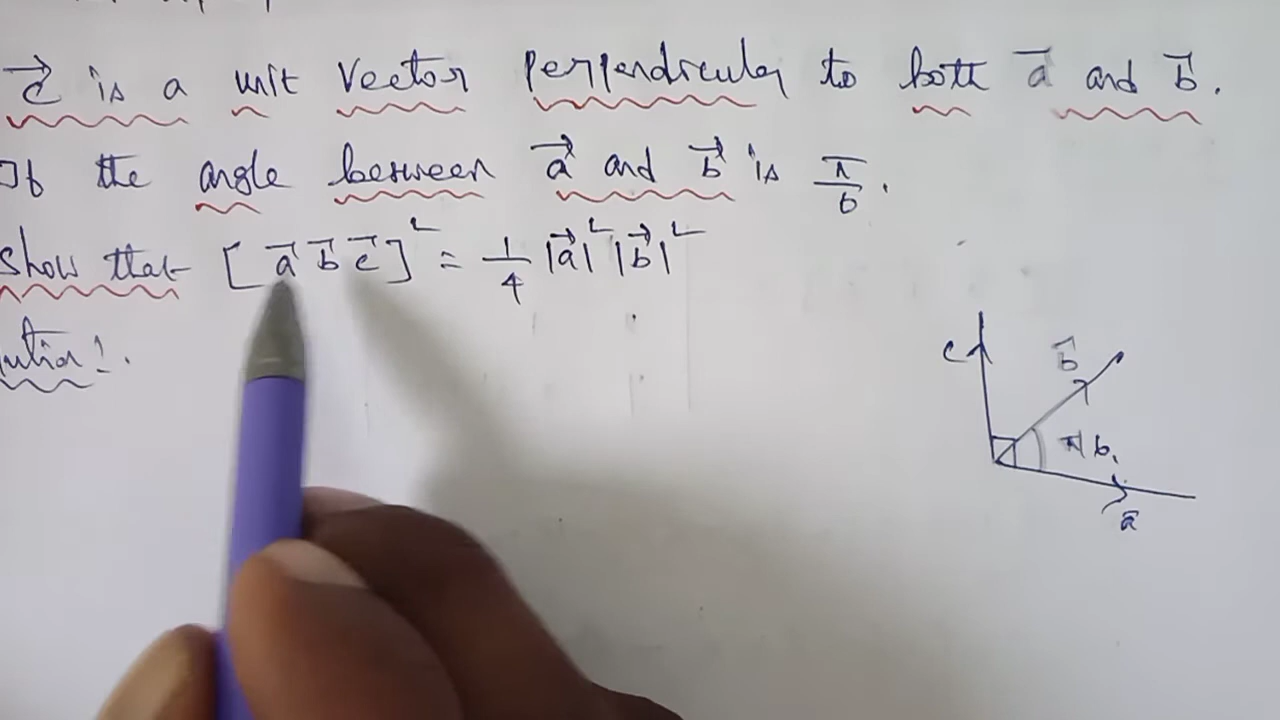 c⃗ is a unit vector perpendicular to both a⃗ and b⃗.
If the angle between a⃗ and b⃗ is π/6.
Show that [a⃗ b⃗ c⃗]² = 1/4 |a⃗|² |b⃗|²
ution:
c
b⃗
π/6
a⃗